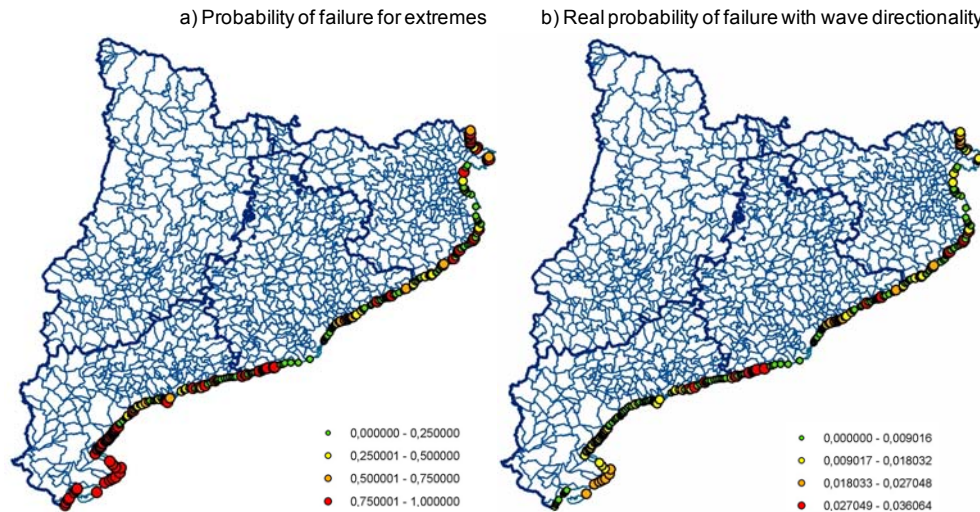 a) Probability of failure for extremes
b) Real probability of failure with wave directionality
0,000000 - 0,250000
0,250001 - 0,500000
0,500001 - 0,750000
0,750001 - 1,000000
0,000000 - 0,009016
0,009017 - 0,018032
0,018033 - 0,027048
0,027049 - 0,036064